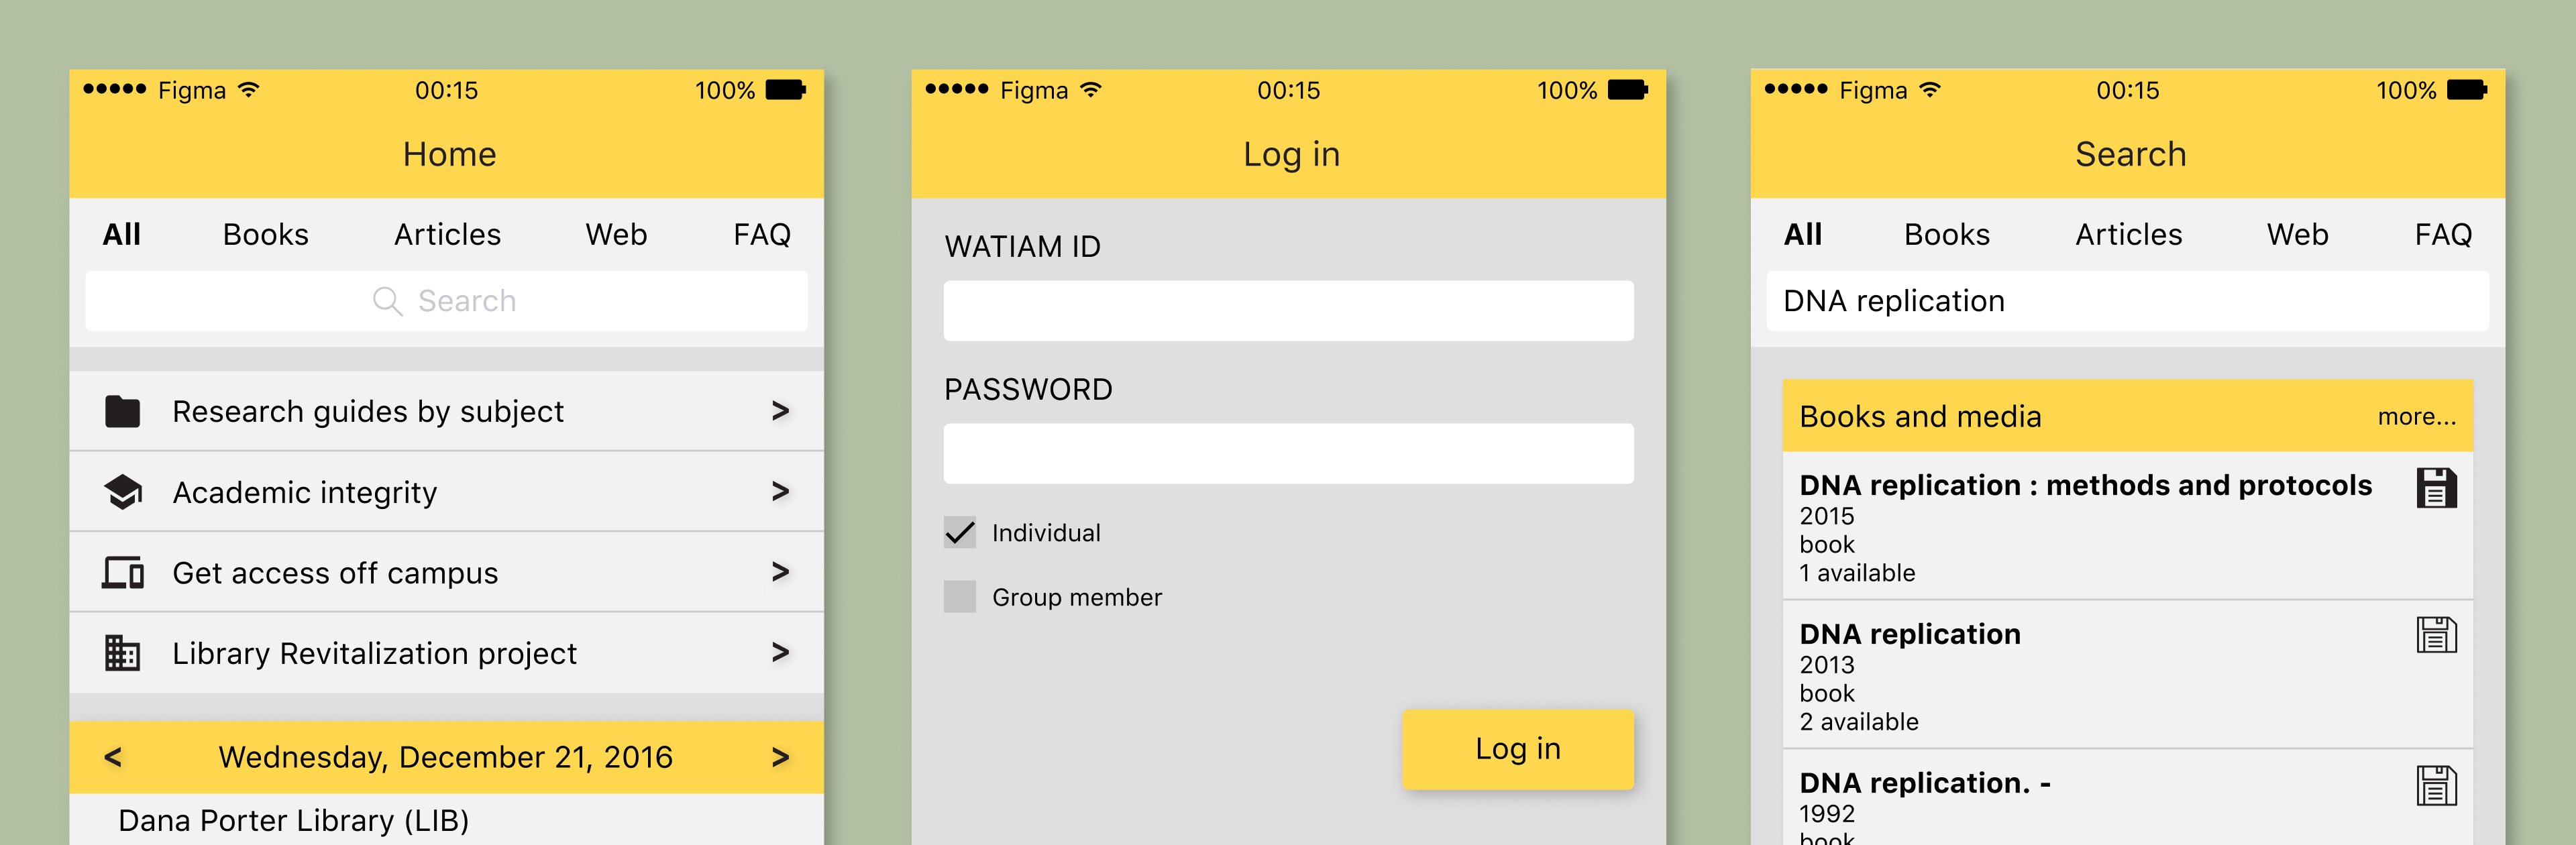 Figma 00:15 100%
Home
All Books Articles Web FAQ
Search
Research guides by subject >
Academic integrity >
Get access off campus >
Library Revitalization project >
< Wednesday, December 21, 2016 >
Dana Porter Library (LIB)
Figma 00:15 100%
Log in
WATIAM ID
PASSWORD
Individual
Group member
Log in
Figma 00:15 100%
Search
All Books Articles Web FAQ
DNA replication
Books and media more...
DNA replication : methods and protocols
2015
book
1 available
DNA replication
2013
book
2 available
DNA replication. -
1992
book